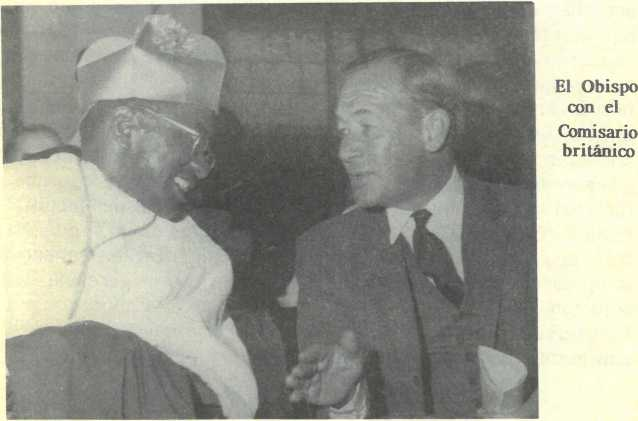 El Obispo
con el
Comisario
británico